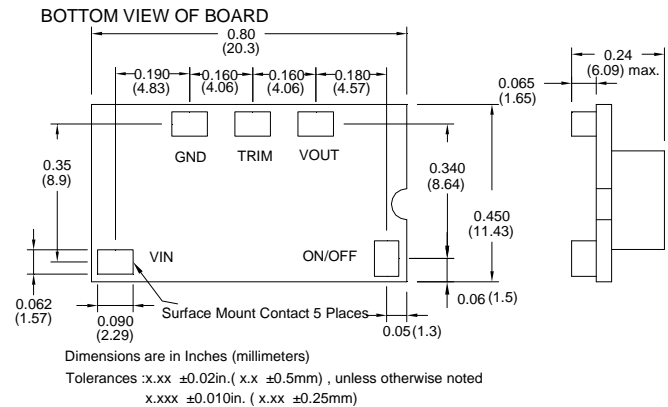 BOTTOM VIEW OF BOARD
0.80
(20.3)
0.24
(6.09) max.
0.190
(4.83)
0.160
(4.06)
0.160
(4.06)
0.180
(4.57)
0.065
(1.65)
GND
TRIM
VOUT
0.35
(8.9)
0.340
(8.64)
0.450
(11.43)
VIN
ON/OFF
0.062
(1.57)
0.090
(2.29)
Surface Mount Contact 5 Places
0.05 (1.3)
0.06 (1.5)
Dimensions are in Inches (millimeters)
Tolerances :x.xx ±0.02in.( x.x ±0.5mm) , unless otherwise noted
x.xxx ±0.010in. ( x.xx ±0.25mm)